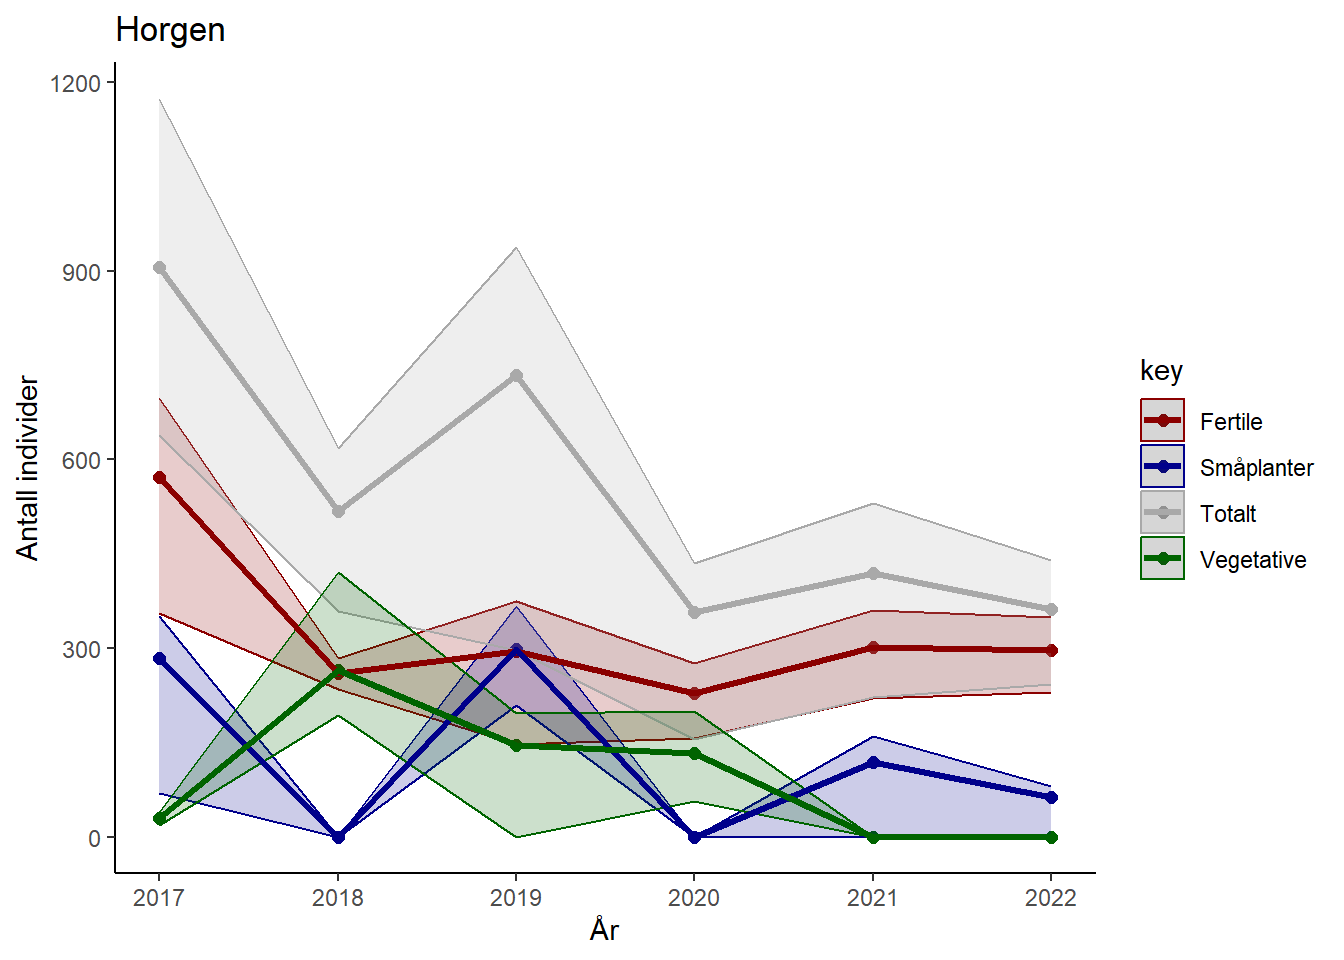 Horgen
1200
900
600
300
0
Antall individer
2017 2018 2019 2020 2021 2022
År
key
Fertile
Småplanter
Totalt
Vegetative